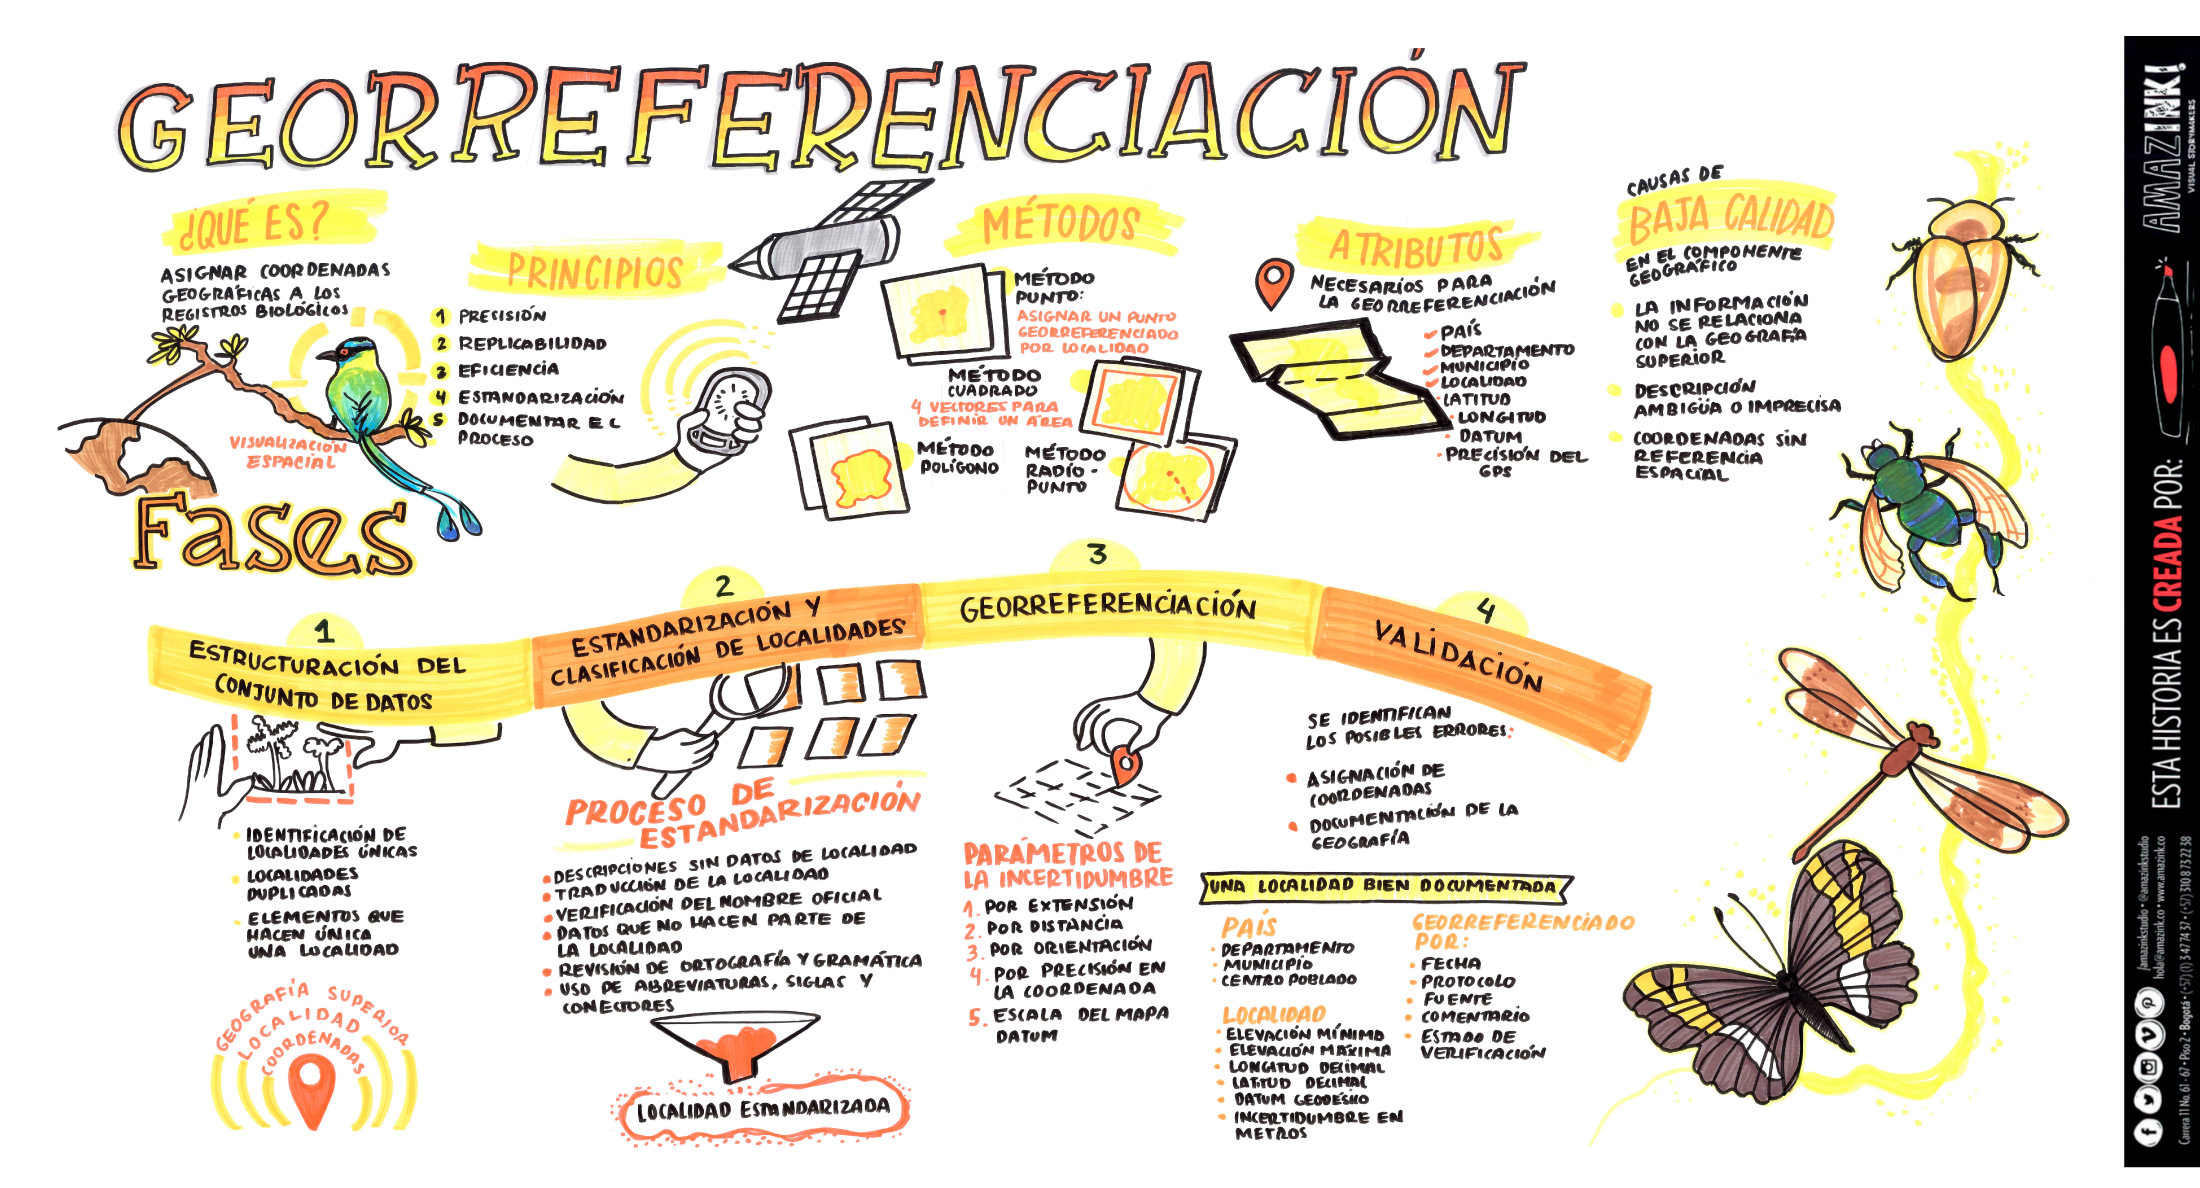 GEORREFERENCIACIÓN
¿QUÉ ES?
ASIGNAR COORDENADAS
GEOGRÁFICAS A LOS
REGISTROS BIOLÓGICOS
VISUALIZACIÓN
ESPACIAL
PRINCIPIOS
1 PRECISIÓN
2 REPLICABILIDAD
3 EFICIENCIA
4 ESTANDARIZACIÓN
5 DOCUMENTAR EL
PROCESO
MÉTODOS
MÉTODO
PUNTO:
ASIGNAR UN PUNTO
GEORREFERENCIADO
POR LOCALIDAD
MÉTODO
CUADRADO
4 VECTORES PARA
DEFINIR UN ÁREA
MÉTODO
POLÍGONO
MÉTODO
RADIO-
PUNTO
ATRIBUTOS
NECESARIOS PARA
LA GEORREFERENCIACIÓN
PAÍS
DEPARTAMENTO
MUNICIPIO
LOCALIDAD
LATITUD
LONGITUD
DATUM
PRECISIÓN DEL
GPS
CAUSAS DE
BAJA CALIDAD
EN EL COMPONENTE
GEOGRÁFICO
LA INFORMACIÓN
NO SE RELACIONA
CON LA GEOGRAFÍA
SUPERIOR
DESCRIPCIÓN
AMBIGÜA O IMPRECISA
COORDENADAS SIN
REFERENCIA
ESPACIAL
Fases
1
ESTRUCTURACIÓN DEL
CONJUNTO DE DATOS
IDENTIFICACIÓN DE
LOCALIDADES ÚNICAS
LOCALIDADES
DUPLICADAS
ELEMENTOS QUE
HACEN ÚNICA
UNA LOCALIDAD
GEOGRAFÍA SUPERIOR
LOCALIDAD
COORDENADAS
2
ESTANDARIZACIÓN Y
CLASIFICACIÓN DE LOCALIDADES
PROCESO DE
ESTANDARIZACIÓN
DESCRIPCIONES SIN DATOS DE LOCALIDAD
TRADUCCIÓN DE LA LOCALIDAD
VERIFICACIÓN DEL NOMBRE OFICIAL
DATOS QUE NO HACEN PARTE DE
LA LOCALIDAD
REVISIÓN DE ORTOGRAFÍA Y GRAMÁTICA
USO DE ABREVIATURAS, SIGLAS Y
CONECTORES
LOCALIDAD ESTANDARIZADA
3
GEORREFERENCIACIÓN
PARÁMETROS DE
LA INCERTIDUMBRE
1. POR EXTENSIÓN
2. POR DISTANCIA
3. POR ORIENTACIÓN
4. POR PRECISIÓN EN
LA COORDENADA
5. ESCALA DEL MAPA
DATUM
4
VALIDACIÓN
SE IDENTIFICAN
LOS POSIBLES ERRORES:
ASIGNACIÓN DE
COORDENADAS
DOCUMENTACIÓN DE LA
GEOGRAFÍA
UNA LOCALIDAD BIEN DOCUMENTADA
PAÍS
DEPARTAMENTO
MUNICIPIO
CENTRO POBLADO
LOCALIDAD
ELEVACIÓN MÍNIMA
ELEVACIÓN MÁXIMA
LONGITUD DECIMAL
LATITUD DECIMAL
DATUM GEODÉSICO
INCERTIDUMBRE EN
METROS
GEORREFERENCIADO
POR:
FECHA
PROTOCOLO
FUENTE
COMENTARIO
ESTADO DE
VERIFICACIÓN
ESTA HISTORIA ES CREADA POR:
AMAZINK!
VISUAL STORYMAKERS
/amazinkstudio • @amazinkstudio
hola@amazink.co • www.amazink.co
Carrera 11 No. 61 - 67 Piso 2 • Bogotá • (+57) (1) 3 47 74 37 • (+57) 310 873 22 38